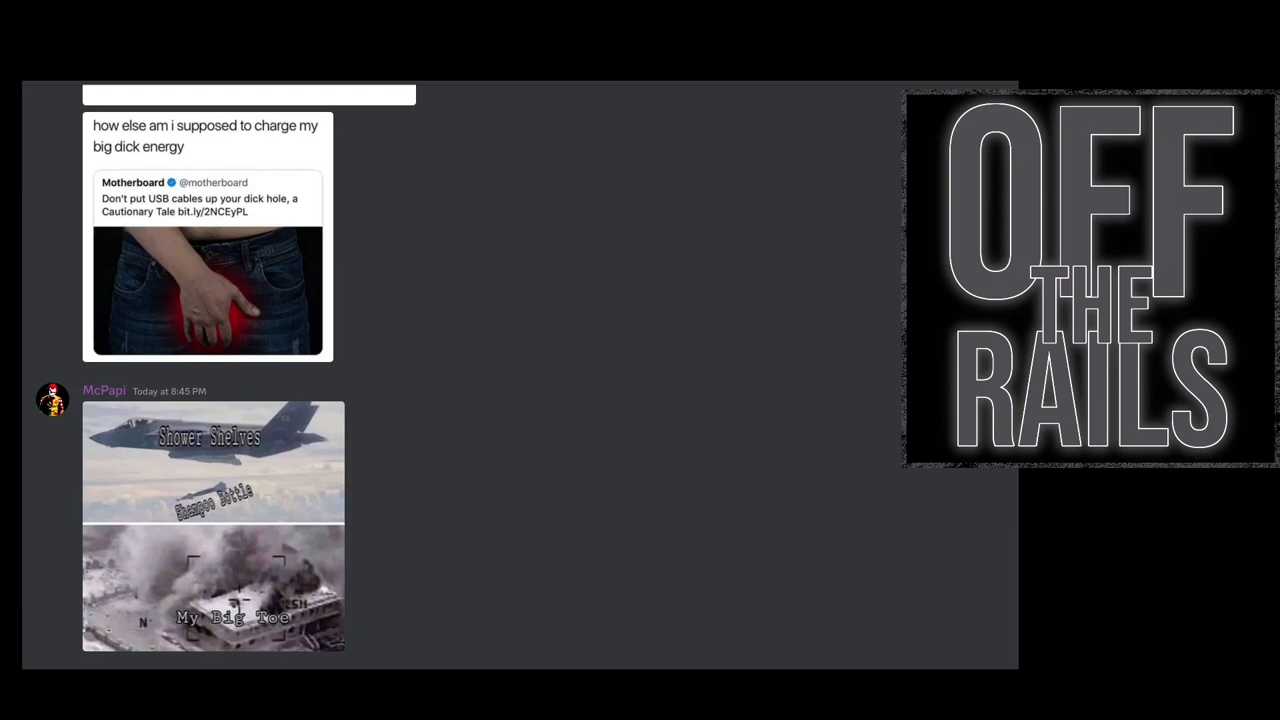 how else am i supposed to charge my
big dick energy
Motherboard @motherboard
Don't put USB cables up your dick hole, a
Cautionary Tale bit.ly/2NCEyPL
McPapi Today at 8:45 PM
Shower Shelves
Shampoo Bottle
N
My Big Toe
OFF
THE
RAILS